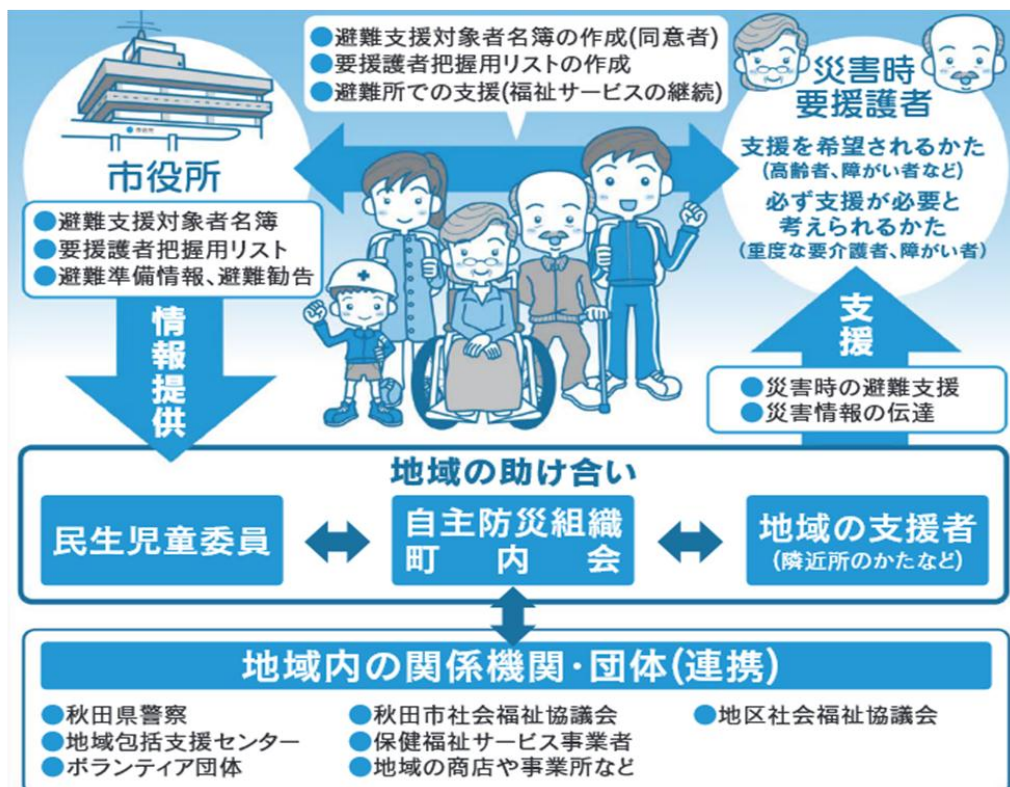 ●避難支援対象者名簿の作成(同意者)
●要援護者把握用リストの作成
●避難所での支援(福祉サービスの継続)
市役所
●避難支援対象者名簿
●要援護者把握用リスト
●避難準備情報、避難勧告
災害時
要援護者
支援を希望されるかた
(高齢者、障がい者など)
必ず支援が必要と
考えられるかた
(重度な要介護者、障がい者)
情報提供
支援
●災害時の避難支援
●災害情報の伝達
地域の助け合い
民生児童委員
自主防災組織
町内会
地域の支援者
(隣近所のかたなど)
地域内の関係機関・団体(連携)
●秋田県警察
●地域包括支援センター
●ボランティア団体
●秋田市社会福祉協議会
●保健福祉サービス事業者
●地域の商店や事業所など
●地区社会福祉協議会